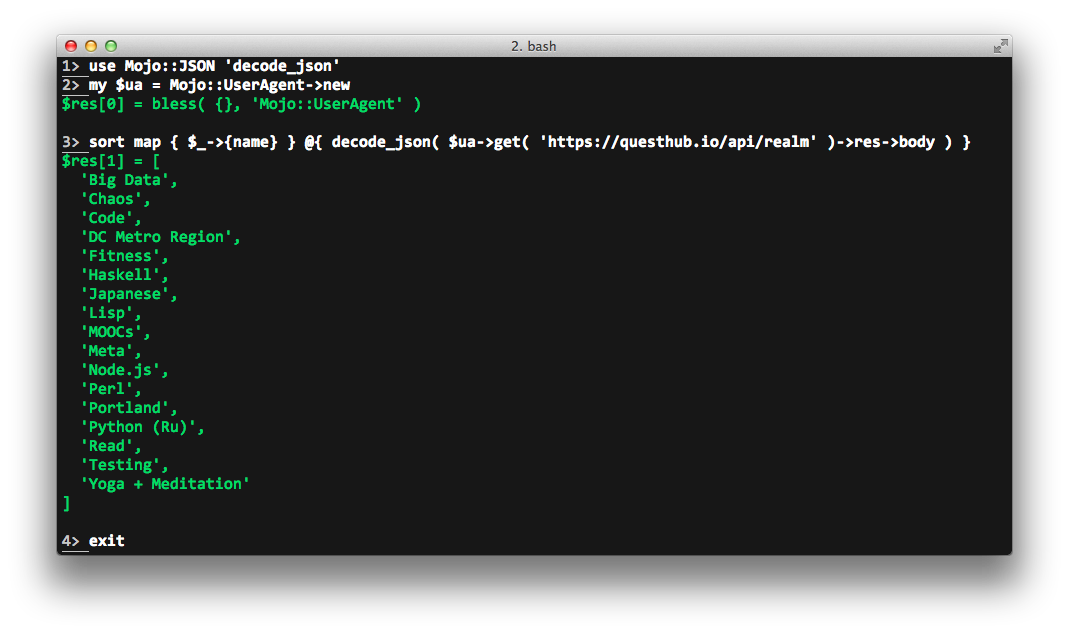 2. bash
1> use Mojo::JSON 'decode_json'
2> my $ua = Mojo::UserAgent->new
$res[0] = bless( {}, 'Mojo::UserAgent' )
3> sort map { $_->{name} } @{ decode_json( $ua->get( 'https://questhub.io/api/realm' )->res->body ) }
$res[1] = [
  'Big Data',
  'Chaos',
  'Code',
  'DC Metro Region',
  'Fitness',
  'Haskell',
  'Japanese',
  'Lisp',
  'MOOCs',
  'Meta',
  'Node.js',
  'Perl',
  'Portland',
  'Python (Ru)',
  'Read',
  'Testing',
  'Yoga + Meditation'
]
4> exit